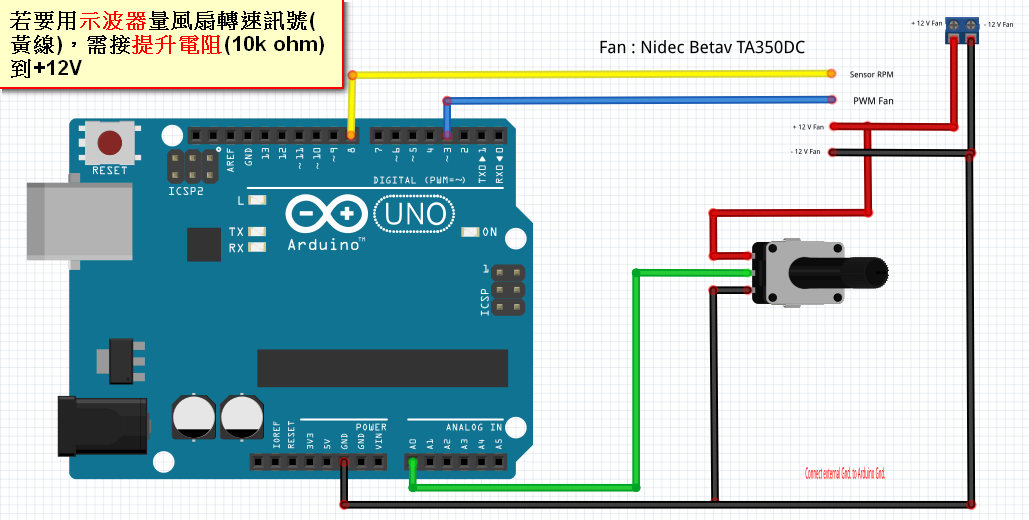 若要用示波器量風扇轉速訊號(
黃線)，需接提升電阻(10k ohm)
到+12V
+ 12 V Fan
- 12 V Fan
Fan : Nidec Betav TA350DC
Sensor RPM
PWM Fan
+ 12 V Fan
- 12 V Fan
RESET
ICSP2
AREF
GND
13
12
~11
~10
~9
8
7
~6
~5
4
~3
2
TX0▶1
RX0◀0
DIGITAL (PWM=~)
L
TX
RX
Arduino™
UNO
ON
1
ICSP
IOREF
RESET
3V3
5V
GND
GND
VIN
POWER
ANALOG IN
A0
A1
A2
A3
A4
A5
Connect external Gnd. to Arduino Gnd.